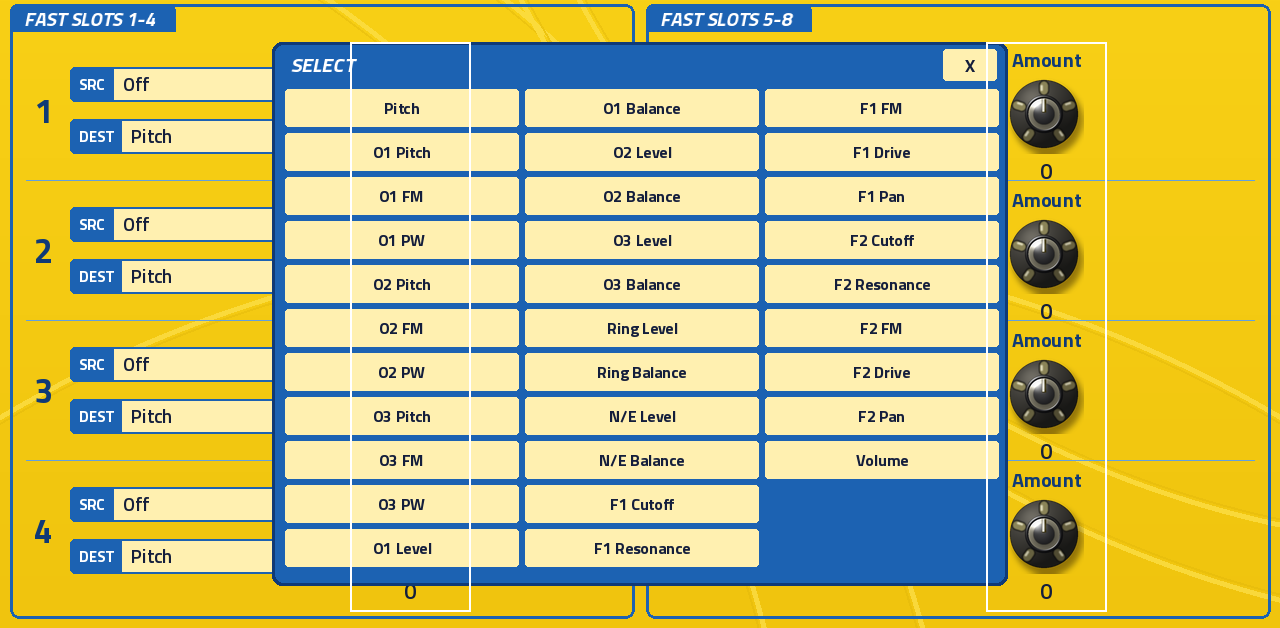 FAST SLOTS 1-4
FAST SLOTS 5-8
SELECT
X
1
SRC Off
DEST Pitch
2
SRC Off
DEST Pitch
3
SRC Off
DEST Pitch
4
SRC Off
DEST Pitch
0
Pitch
O1 Pitch
O1 FM
O1 PW
O2 Pitch
O2 FM
O2 PW
O3 Pitch
O3 FM
O3 PW
O1 Level
O1 Balance
O2 Level
O2 Balance
O3 Level
O3 Balance
Ring Level
Ring Balance
N/E Level
N/E Balance
F1 Cutoff
F1 Resonance
F1 FM
F1 Drive
F1 Pan
F2 Cutoff
F2 Resonance
F2 FM
F2 Drive
F2 Pan
Volume
Amount
0
Amount
0
Amount
0
Amount
0